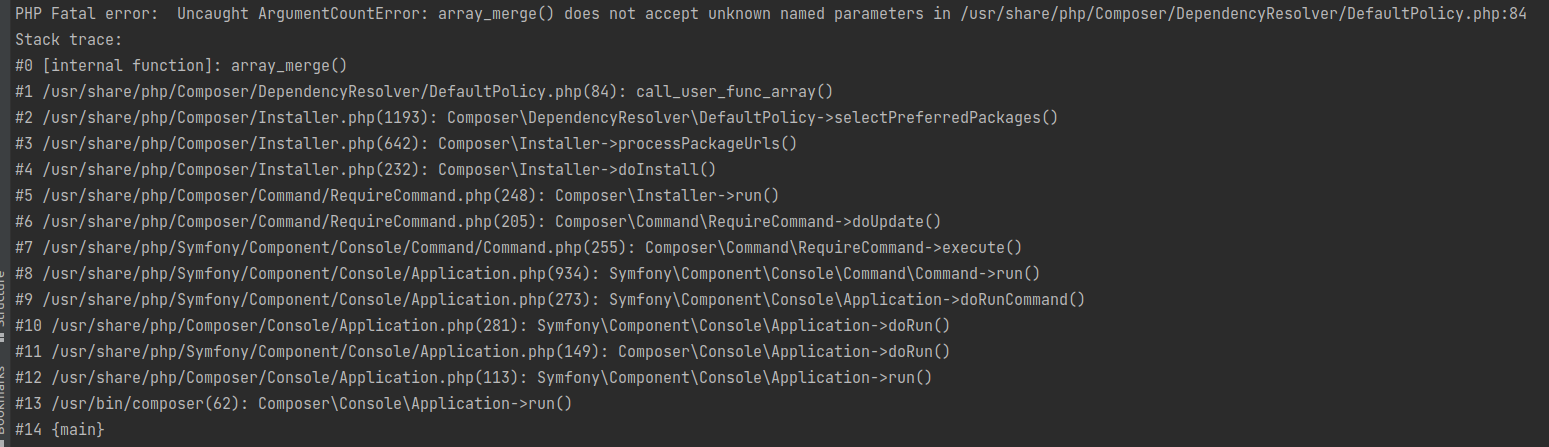 PHP Fatal error:  Uncaught ArgumentCountError: array_merge() does not accept unknown named parameters in /usr/share/php/Composer/DependencyResolver/DefaultPolicy.php:84
Stack trace:
#0 [internal function]: array_merge()
#1 /usr/share/php/Composer/DependencyResolver/DefaultPolicy.php(84): call_user_func_array()
#2 /usr/share/php/Composer/Installer.php(1193): Composer\DependencyResolver\DefaultPolicy->selectPreferredPackages()
#3 /usr/share/php/Composer/Installer.php(642): Composer\Installer->processPackageUrls()
#4 /usr/share/php/Composer/Installer.php(232): Composer\Installer->doInstall()
#5 /usr/share/php/Composer/Command/RequireCommand.php(248): Composer\Installer->run()
#6 /usr/share/php/Composer/Command/RequireCommand.php(205): Composer\Command\RequireCommand->doUpdate()
#7 /usr/share/php/Symfony/Component/Console/Command/Command.php(255): Composer\Command\RequireCommand->execute()
#8 /usr/share/php/Symfony/Component/Console/Application.php(934): Symfony\Component\Console\Command\Command->run()
#9 /usr/share/php/Symfony/Component/Console/Application.php(273): Symfony\Component\Console\Application->doRunCommand()
#10 /usr/share/php/Composer/Console/Application.php(281): Symfony\Component\Console\Application->doRun()
#11 /usr/share/php/Symfony/Component/Console/Application.php(149): Composer\Console\Application->doRun()
#12 /usr/share/php/Composer/Console/Application.php(113): Symfony\Component\Console\Application->run()
#13 /usr/bin/composer(62): Composer\Console\Application->run()
#14 {main}
Structure
Bookmarks